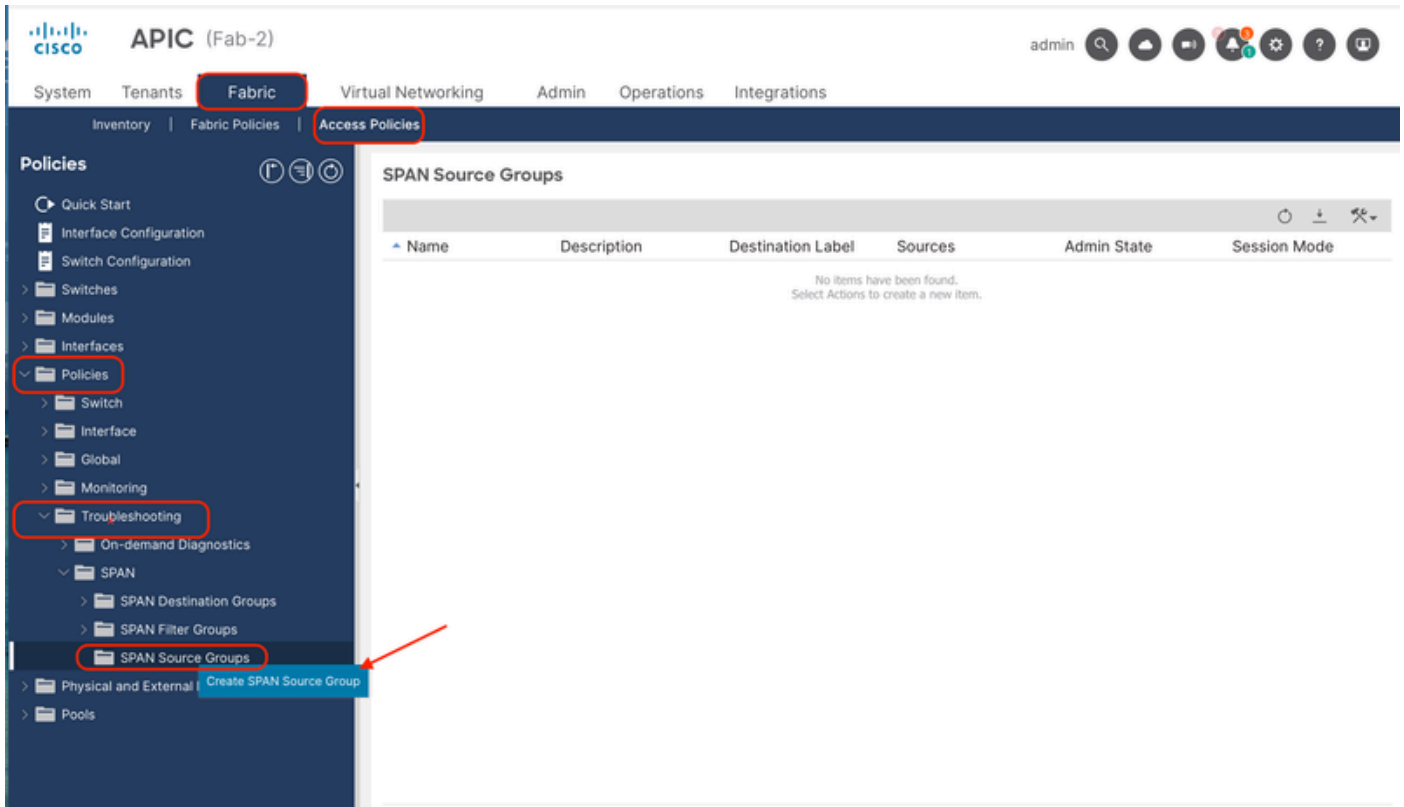 CISCO APIC (Fab-2) admin
3
1
System Tenants Fabric Virtual Networking Admin Operations Integrations
Inventory | Fabric Policies | Access Policies
Policies
Quick Start
Interface Configuration
Switch Configuration
Switches
Modules
Interfaces
Policies
Switch
Interface
Global
Monitoring
Troubleshooting
On-demand Diagnostics
SPAN
SPAN Destination Groups
SPAN Filter Groups
SPAN Source Groups
Create SPAN Source Group
Physical and External
Pools
SPAN Source Groups
Name Description Destination Label Sources Admin State Session Mode
No items have been found.
Select Actions to create a new item.